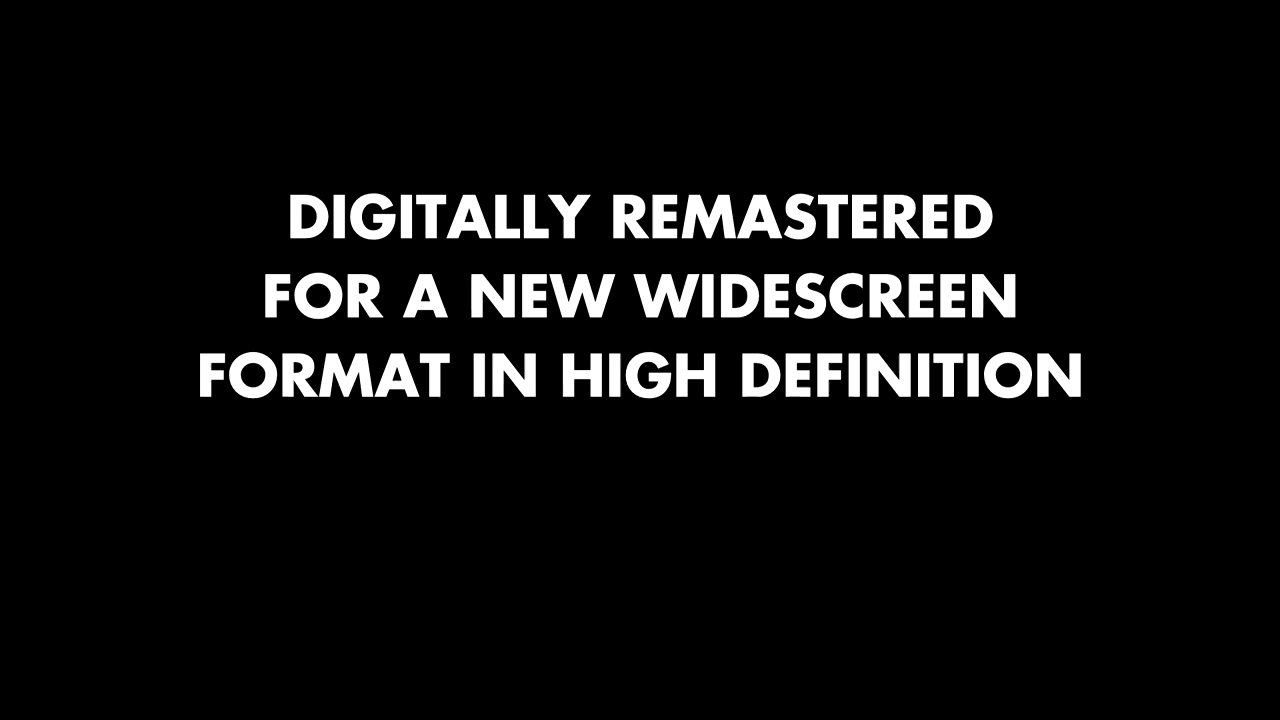 DIGITALLY REMASTERED
FOR A NEW WIDESCREEN
FORMAT IN HIGH DEFINITION